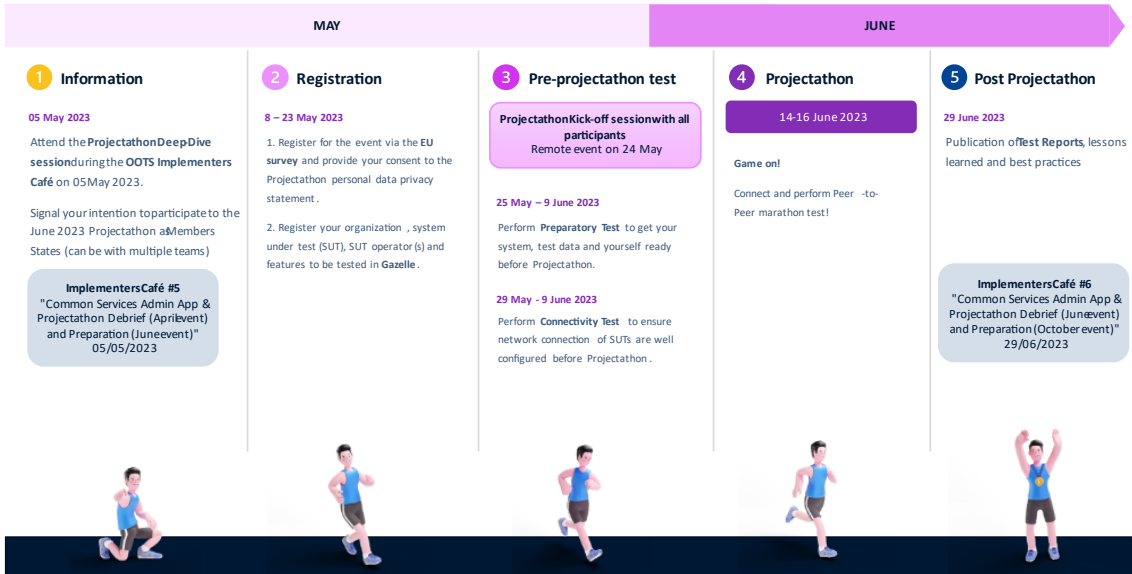 MAY
JUNE
1 Information
05 May 2023
Attend the Projectathon Deep Dive
session during the OOTS Implementers
Café on 05 May 2023.
Signal your intention to participate to the
June 2023 Projectathon as Members
States (can be with multiple teams)
Implementers Café #5
"Common Services Admin App &
Projectathon Debrief (April event)
and Preparation (June event)"
05/05/2023
2 Registration
8 – 23 May 2023
1. Register for the event via the EU
survey and provide your consent to the
Projectathon personal data privacy
statement.
2. Register your organization , system
under test (SUT), SUT operator(s) and
features to be tested in Gazelle.
3 Pre-projectathon test
Projectathon Kick-off session with all
participants
Remote event on 24 May
25 May – 9 June 2023
Perform Preparatory Test to get your
system, test data and yourself ready
before Projectathon.
29 May - 9 June 2023
Perform Connectivity Test to ensure
network connection of SUTs are well
configured before Projectathon.
4 Projectathon
14-16 June 2023
Game on!
Connect and perform Peer -to-
Peer marathon test!
5 Post Projectathon
29 June 2023
Publication of Test Reports, lessons
learned and best practices
Implementers Café #6
"Common Services Admin App &
Projectathon Debrief (June event)
and Preparation (October event)"
29/06/2023